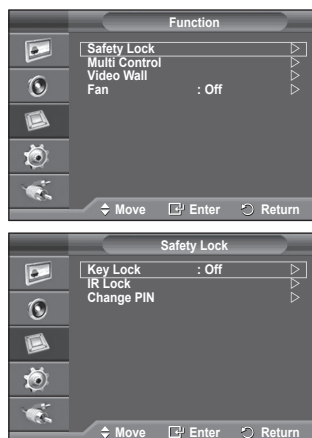 Function
Safety Lock
Multi Control
Video Wall
Fan : Off
Move Enter Return
Safety Lock
Key Lock : Off
IR Lock
Change PIN
Move Enter Return